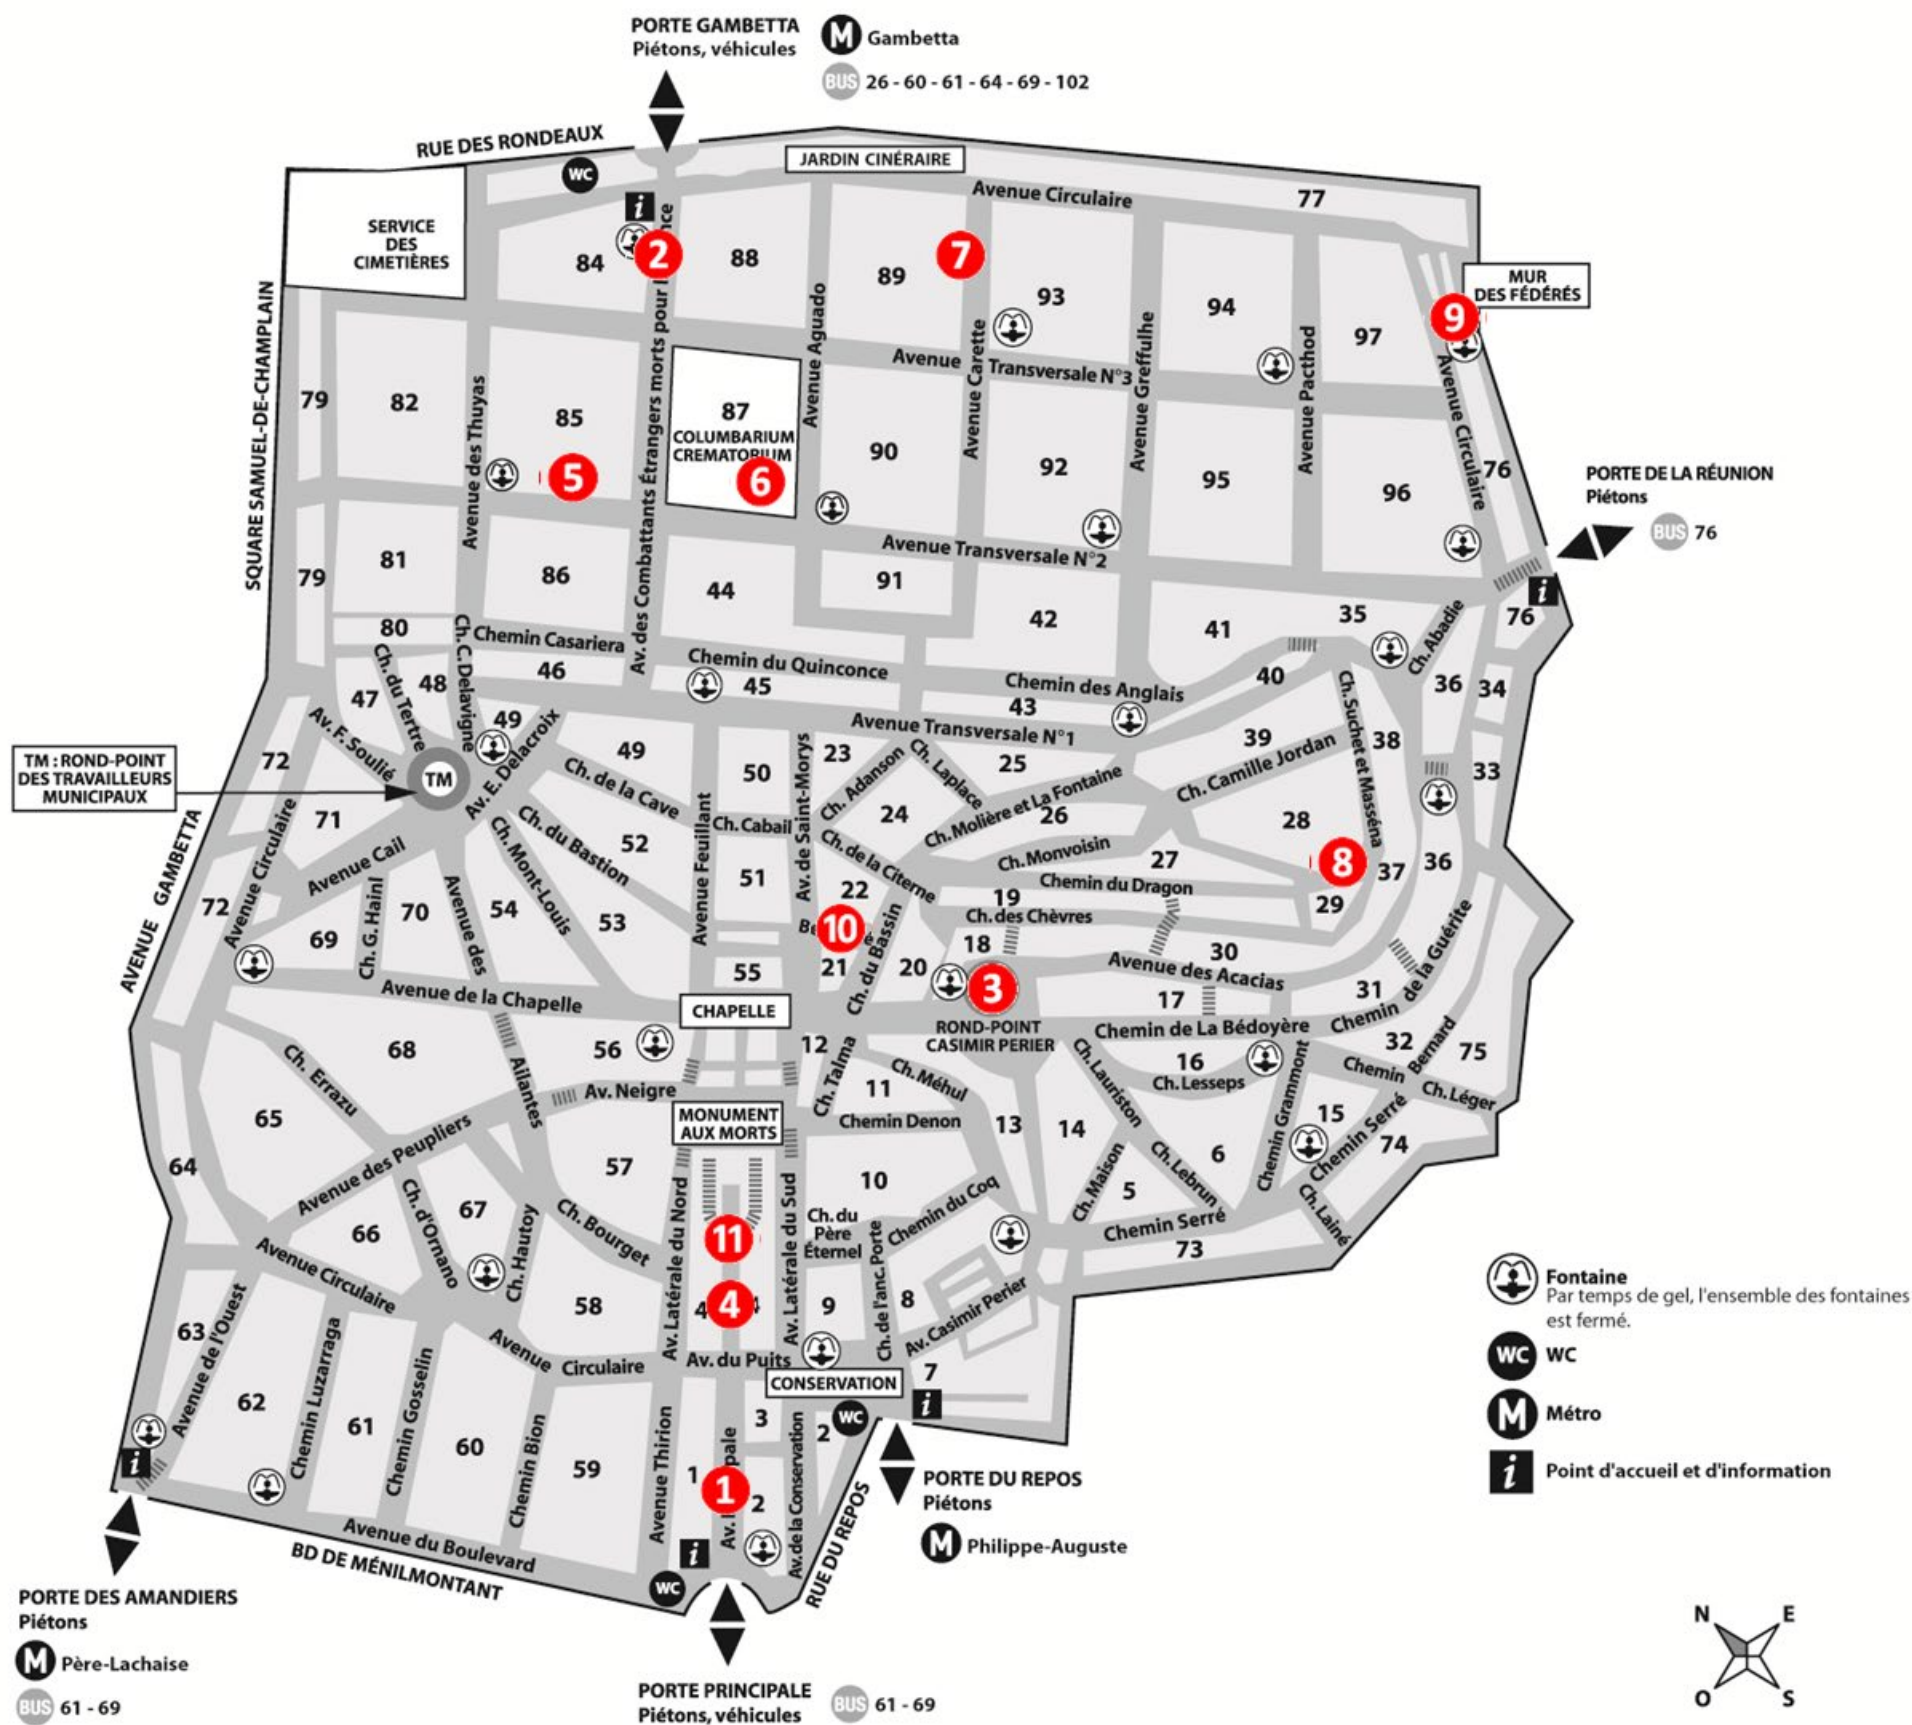 PORTE GAMBETTA
Piétons, véhicules
M Gambetta
BUS 26 - 60 - 61 - 64 - 69 - 102
RUE DES RONDEAUX
WC
JARDIN CINÉRAIRE
Avenue Circulaire
77
SERVICE
DES
CIMETIÈRES
i
84
2
88
89
7
93
94
97
MUR
DES FÉDÉRÉS
9
SQUARE SAMUEL-DE-CHAMPLAIN
79
82
Avenue des Thuyas
85
5
Av. des Combattants Étrangers morts pour
87
COLUMBARIUM
CREMATORIUM
6
Avenue Aguado
90
Avenue Carette
Avenue Transversale N°3
92
Avenue Greffulhe
95
Avenue Pacthod
96
Avenue Circulaire
76
PORTE DE LA RÉUNION
Piétons
BUS 76
i
79
81
86
44
Avenue Transversale N°2
91
42
41
35
Ch. Abadie
76
80
Ch. C. Delavigne
Chemin Casariera
46
Chemin du Quinconce
45
Chemin des Anglais
43
40
36
34
47
Ch. du Tertre
48
49
Av. F. Soulié
Av. E. Delacroix
Avenue Transversale N°1
Ch. Suchet et Masséna
38
39
Ch. Camille Jordan
33
TM : ROND-POINT
DES TRAVAILLEURS
MUNICIPAUX
TM
72
49
Ch. de la Cave
50
Av. de Saint-Morys
23
Ch. Adanson
Ch. Laplace
25
Ch. Molière et La Fontaine
24
26
28
71
Avenue Cail
Ch. Mont-Louis
Ch. du Bastion
52
Avenue Feuillant
Ch. Cabail
51
Ch. de la Citerne
Ch. Monvoisin
27
8
37
36
AVENUE GAMBETTA
72
Avenue Circulaire
69
Ch. G. Hainl
70
Avenue des
54
53
22
10
21
Ch. du Bassin
20
19
Chemin du Dragon
Ch. des Chèvres
18
29
30
Avenue des Acacias
3
Avenue de la Chapelle
55
CHAPELLE
17
31
Chemin de la Guérite
ROND-POINT
CASIMIR PERIER
Chemin de La Bédoyère
68
56
12
Ch. Talma
Ch. Errazu
Ailantes
Av. Neigre
11
Ch. Méhul
Ch. Lauriston
16
Ch. Lesseps
32
Chemin Bernard
75
Ch. Léger
65
MONUMENT
AUX MORTS
Chemin Denon
13
14
6
Chemin Grammont
15
Chemin Serré
74
64
Avenue des Peupliers
57
10
Ch. Maison
5
Ch. Lebrun
Ch. Lainé
66
Ch. d'Ornano
67
Ch. Hautoy
Ch. Bourget
Av. Latérale du Nord
11
Av. Latérale du Sud
Ch. du
Père
Éternel
Chemin du Coq
Chemin Serré
73
Avenue Circulaire
58
4
4
4
9
Ch. de l'anc. Porte
8
Av. Casimir Perier
63
Avenue de l'Ouest
Avenue Circulaire
Av. du Puits
CONSERVATION
7
i
62
Chemin Luzarraga
61
Chemin Gosselin
60
Chemin Bion
59
Avenue Thirion
1
1
3
2
2
Av. de la Conservation
WC
i
Avenue du Boulevard
BD DE MÉNILMONTANT
i
WC
RUE DU REPOS
PORTE DU REPOS
Piétons
M Philippe-Auguste
PORTE DES AMANDIERS
Piétons
M Père-Lachaise
BUS 61 - 69
PORTE PRINCIPALE
Piétons, véhicules
BUS 61 - 69
Fontaine
Par temps de gel, l'ensemble des fontaines
est fermé.
WC WC
M Métro
i Point d'accueil et d'information
N E
O S